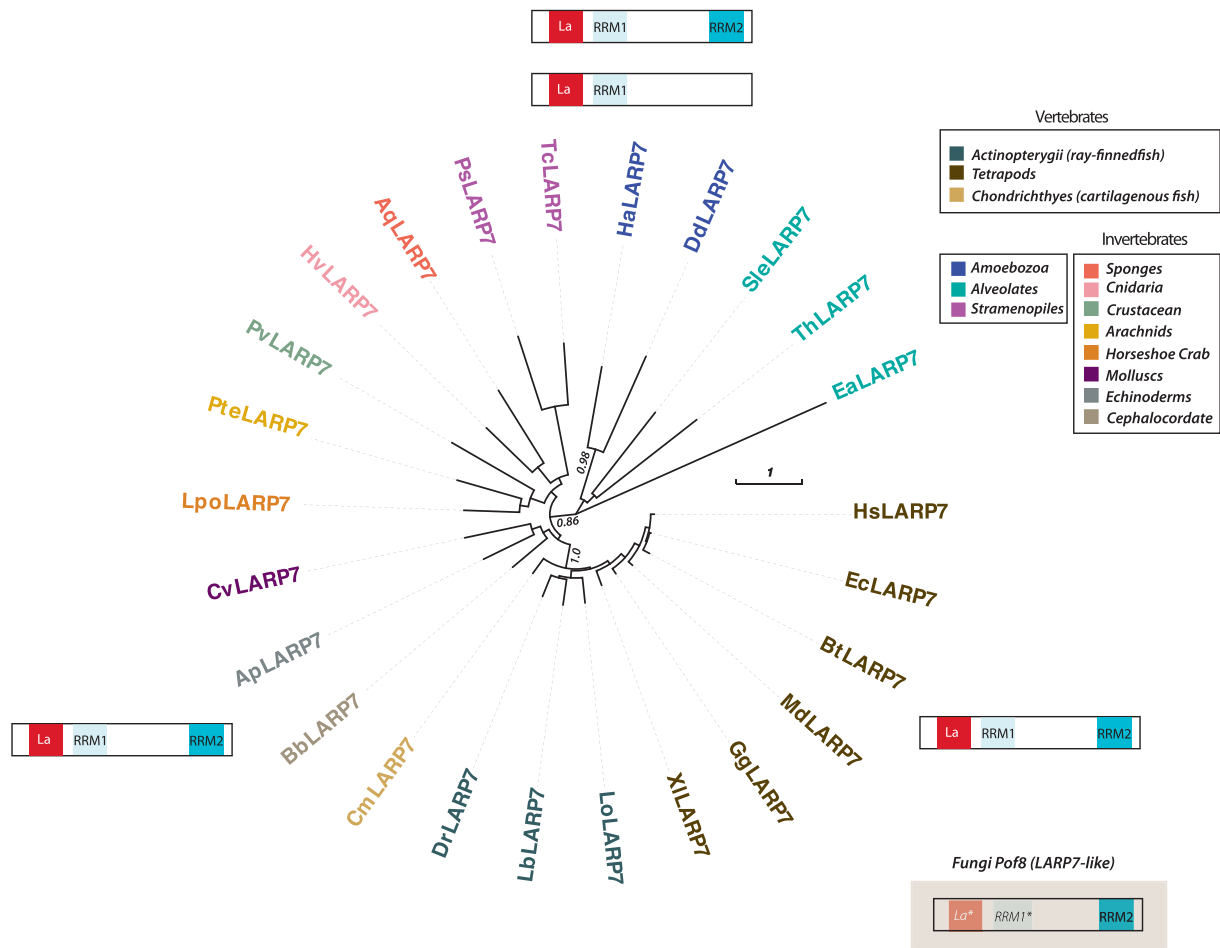 La RRM1 RRM2
La RRM1
Vertebrates
Actinopterygii (ray-finnedfish)
Tetrapods
Chondrichthyes (cartilagenous fish)
Invertebrates
Amoebozoa
Alveolates
Stramenopiles
Sponges
Cnidaria
Crustacean
Arachnids
Horseshoe Crab
Molluscs
Echinoderms
Cephalocordate
TcLARP7
HaLARP7
DdLARP7
SleLARP7
ThLARP7
EaLARP7
HsLARP7
EcLARP7
BtLARP7
MdLARP7
GgLARP7
XlLARP7
LoLARP7
LbLARP7
DrLARP7
CmLARP7
BbLARP7
ApLARP7
CvLARP7
LpoLARP7
PteLARP7
PvLARP7
HvLARP7
AqLARP7
PsLARP7
0.98
1
0.86
1.0
La RRM1 RRM2
La RRM1 RRM2
Fungi Pof8 (LARP7-like)
La* RRM1* RRM2